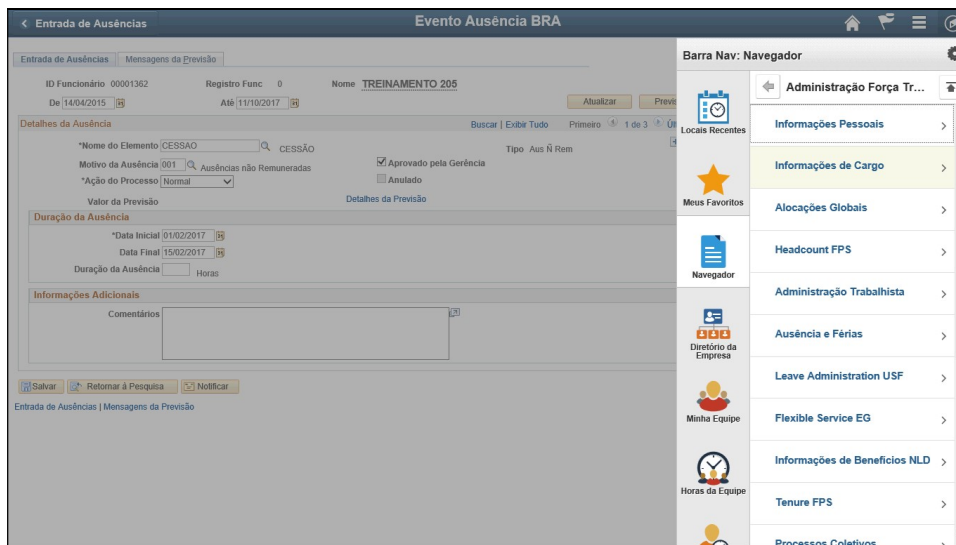 Entrada de Ausências
Evento Ausência BRA
Entrada de Ausências
Mensagens da Previsão
ID Funcionário 00001362
Registro Func 0
Nome TREINAMENTO 205
De 14/04/2015
Até 11/10/2017
Atualizar
Detalhes da Ausência
Buscar | Exibir Tudo
Primeiro
1 de 3
*Nome do Elemento CESSAO
CESSÃO
Tipo Aus Ñ Rem
Motivo da Ausência 001
Ausências não Remuneradas
Aprovado pela Gerência
*Ação do Processo Normal
Anulado
Valor da Previsão
Detalhes da Previsão
Duração da Ausência
*Data Inicial 01/02/2017
Data Final 15/02/2017
Duração da Ausência
Horas
Informações Adicionais
Comentários
Salvar
Retornar à Pesquisa
Notificar
Entrada de Ausências | Mensagens da Previsão
Barra Nav: Navegador
Locais Recentes
Meus Favoritos
Navegador
Diretório da
Empresa
Minha Equipe
Horas da Equipe
Administração Força Tr...
Informações Pessoais
Informações de Cargo
Alocações Globais
Headcount FPS
Administração Trabalhista
Ausência e Férias
Leave Administration USF
Flexible Service EG
Informações de Benefícios NLD
Tenure FPS
Processos Coletivos